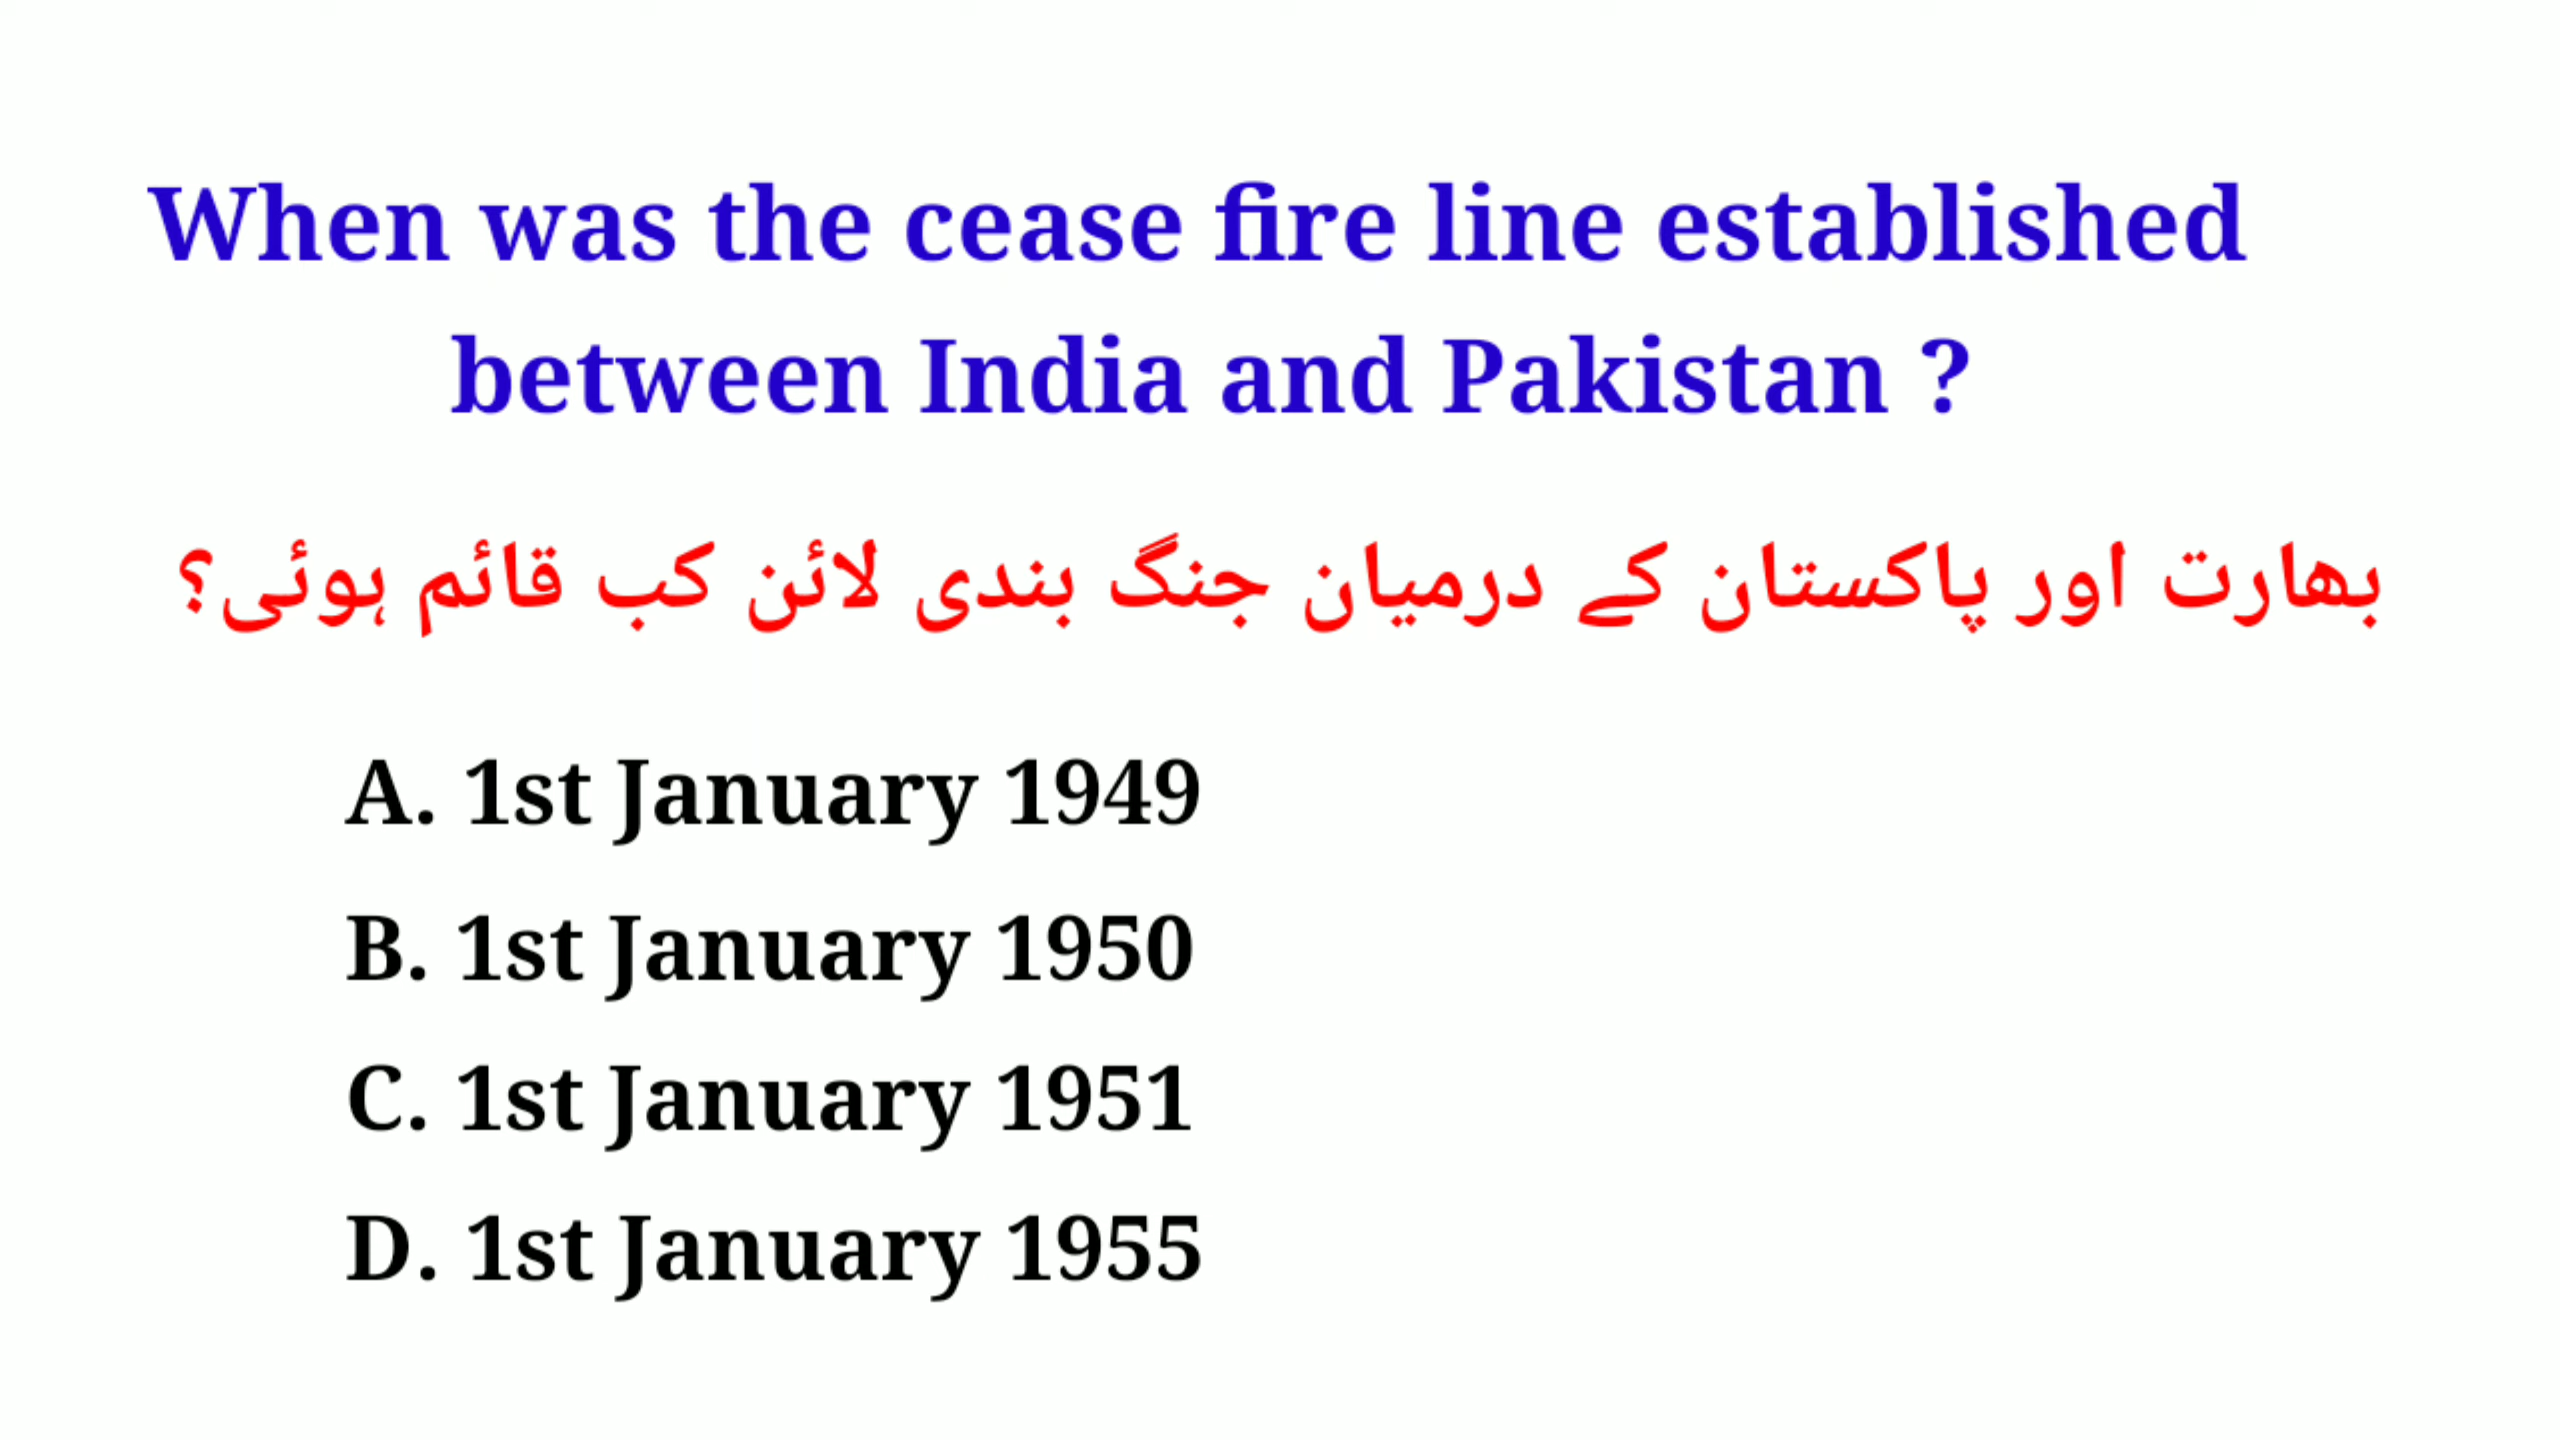 When was the cease fire line established
between India and Pakistan ?
بھارت اور پاکستان کے درمیان جنگ بندی لائن کب قائم ہوئی؟
A. 1st January 1949
B. 1st January 1950
C. 1st January 1951
D. 1st January 1955